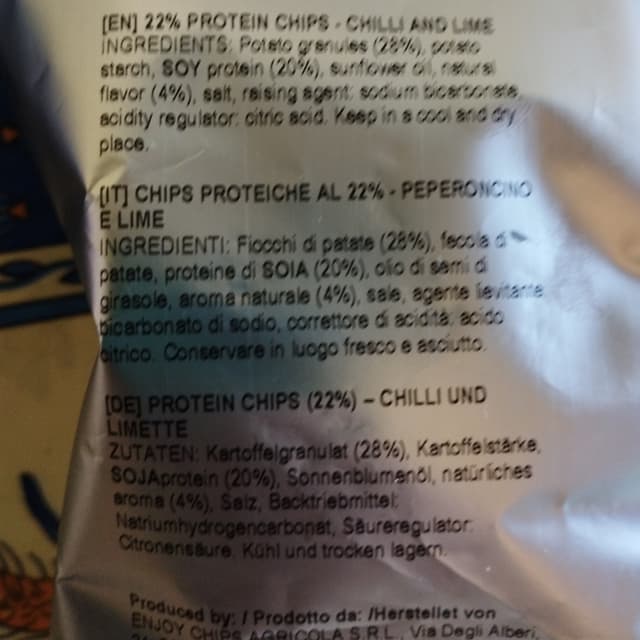 [EN] 22% PROTEIN CHIPS - CHILLI AND LIME
INGREDIENTS: Potato granules (28%), potato
starch, SOY protein (20%), sunflower oil, natural
flavor (4%), salt, raising agent: sodium bicarbonate,
acidity regulator: citric acid. Keep in a cool and dry
place.
[IT] CHIPS PROTEICHE AL 22% - PEPERONCINO
E LIME
INGREDIENTI: Fiocchi di patate (28%), fecola di
patate, proteine di SOIA (20%), olio di semi di
girasole, aroma naturale (4%), sale, agente lievitante
bicarbonato di sodio, correttore di acidità: acido
citrico. Conservare in luogo fresco e asciutto.
[DE] PROTEIN CHIPS (22%) – CHILLI UND
LIMETTE
ZUTATEN: Kartoffelgranulat (28%), Kartoffelstärke,
SOJAprotein (20%), Sonnenblumenöl, natürliches
aroma (4%), Salz, Backtriebmittel:
Natriumhydrogencarbonat, Säureregulator:
Citronensäure. Kühl und trocken lagern.
Produced by: / Prodotto da: /Herstellet von
ENJOY CHIPS AGRICOLA S.R.L., Via Degli Alberi,